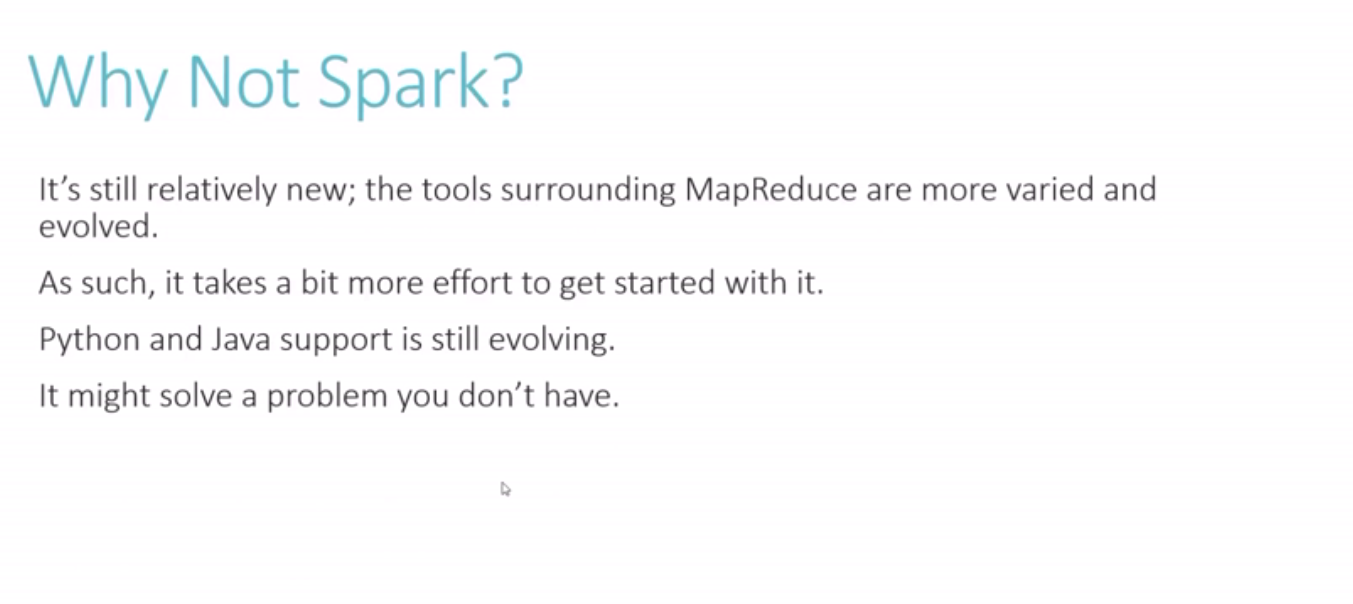 Why Not Spark?
It’s still relatively new; the tools surrounding MapReduce are more varied and
evolved.
As such, it takes a bit more effort to get started with it.
Python and Java support is still evolving.
It might solve a problem you don’t have.